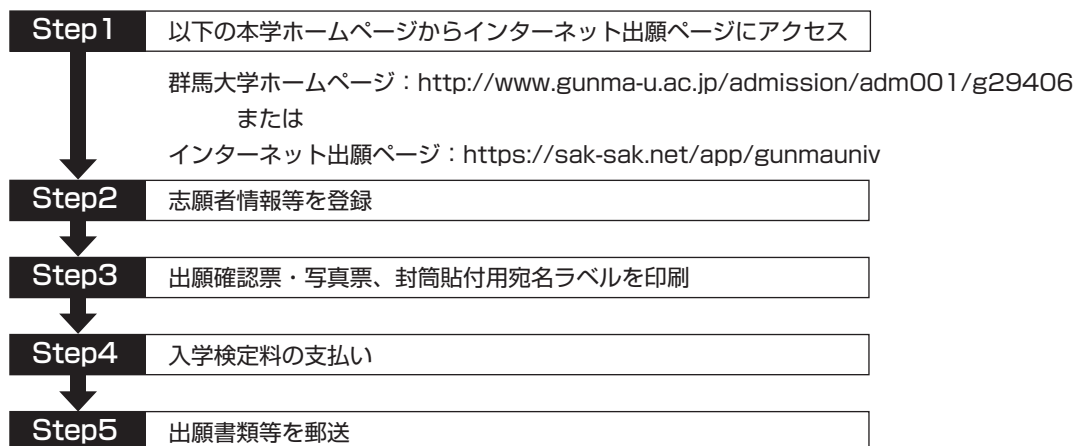 Step1 以下の本学ホームページからインターネット出願ページにアクセス
群馬大学ホームページ：http://www.gunma-u.ac.jp/admission/adm001/g29406
または
インターネット出願ページ：https://sak-sak.net/app/gunmauniv
Step2 志願者情報等を登録
Step3 出願確認票・写真票、封筒貼付用宛名ラベルを印刷
Step4 入学検定料の支払い
Step5 出願書類等を郵送